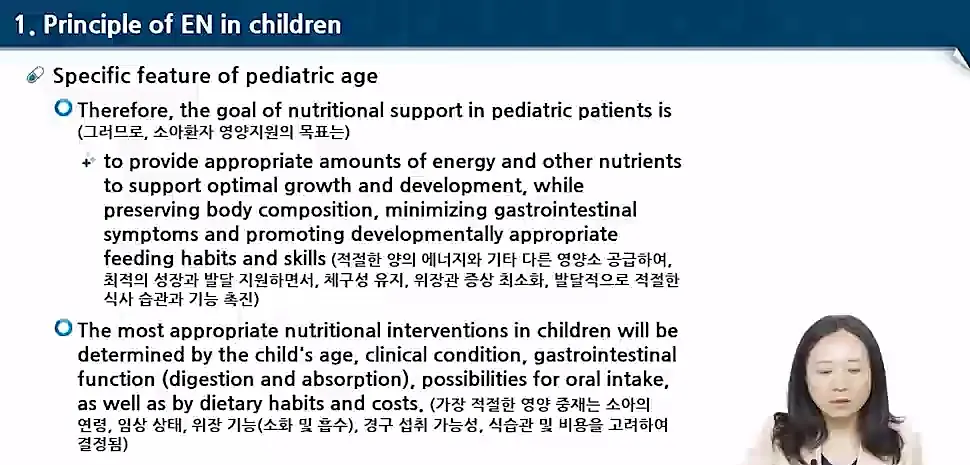 1. Principle of EN in children
Specific feature of pediatric age
Therefore, the goal of nutritional support in pediatric patients is
(그러므로, 소아환자 영양지원의 목표는)
to provide appropriate amounts of energy and other nutrients
to support optimal growth and development, while
preserving body composition, minimizing gastrointestinal
symptoms and promoting developmentally appropriate
feeding habits and skills (적절한 양의 에너지와 기타 다른 영양소 공급하여,
최적의 성장과 발달 지원하면서, 체구성 유지, 위장관 증상 최소화, 발달적으로 적절한
식사 습관과 기능 촉진)
The most appropriate nutritional interventions in children will be
determined by the child's age, clinical condition, gastrointestinal
function (digestion and absorption), possibilities for oral intake,
as well as by dietary habits and costs. (가장 적절한 영양 중재는 소아의
연령, 임상 상태, 위장 기능(소화 및 흡수), 경구 섭취 가능성, 식습관 및 비용을 고려하여
결정됨)